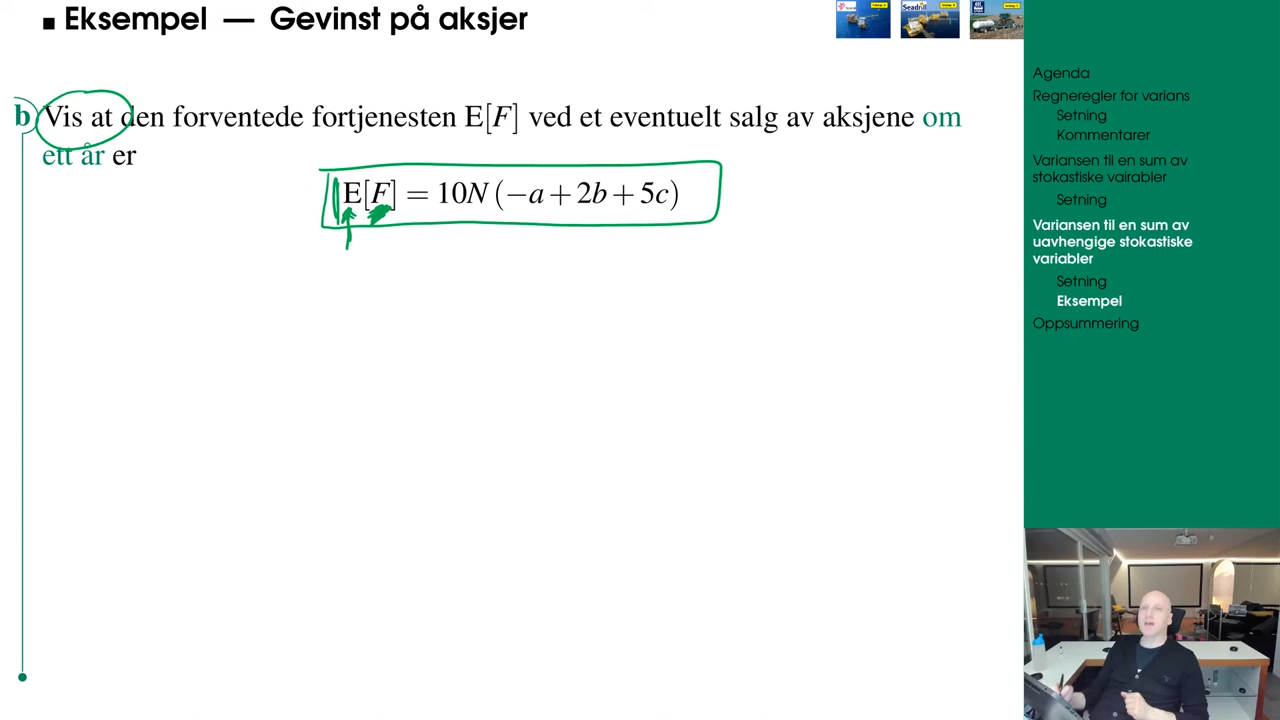 Eksempel — Gevinst på aksjer
Seadrill
b Vis at den forventede fortjenesten E[F] ved et eventuelt salg av aksjene om
ett år er
E[F] = 10N (−a + 2b + 5c)
Agenda
Regneregler for varians
Setning
Kommentarer
Variansen til en sum av
stokastiske vairabler
Setning
Variansen til en sum av
uavhengige stokastiske
variabler
Setning
Eksempel
Oppsummering